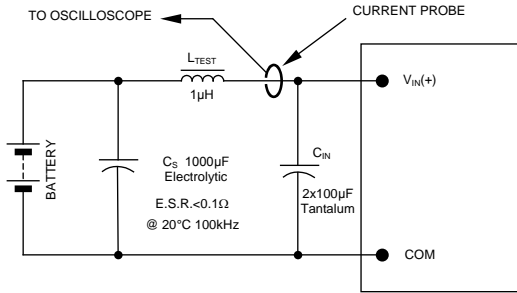 TO OSCILLOSCOPE
CURRENT PROBE
LTEST
1µH
VIN(+)
BATTERY
CS 1000µF
Electrolytic
E.S.R.<0.1Ω
@ 20°C 100kHz
CIN
2x100µF
Tantalum
COM